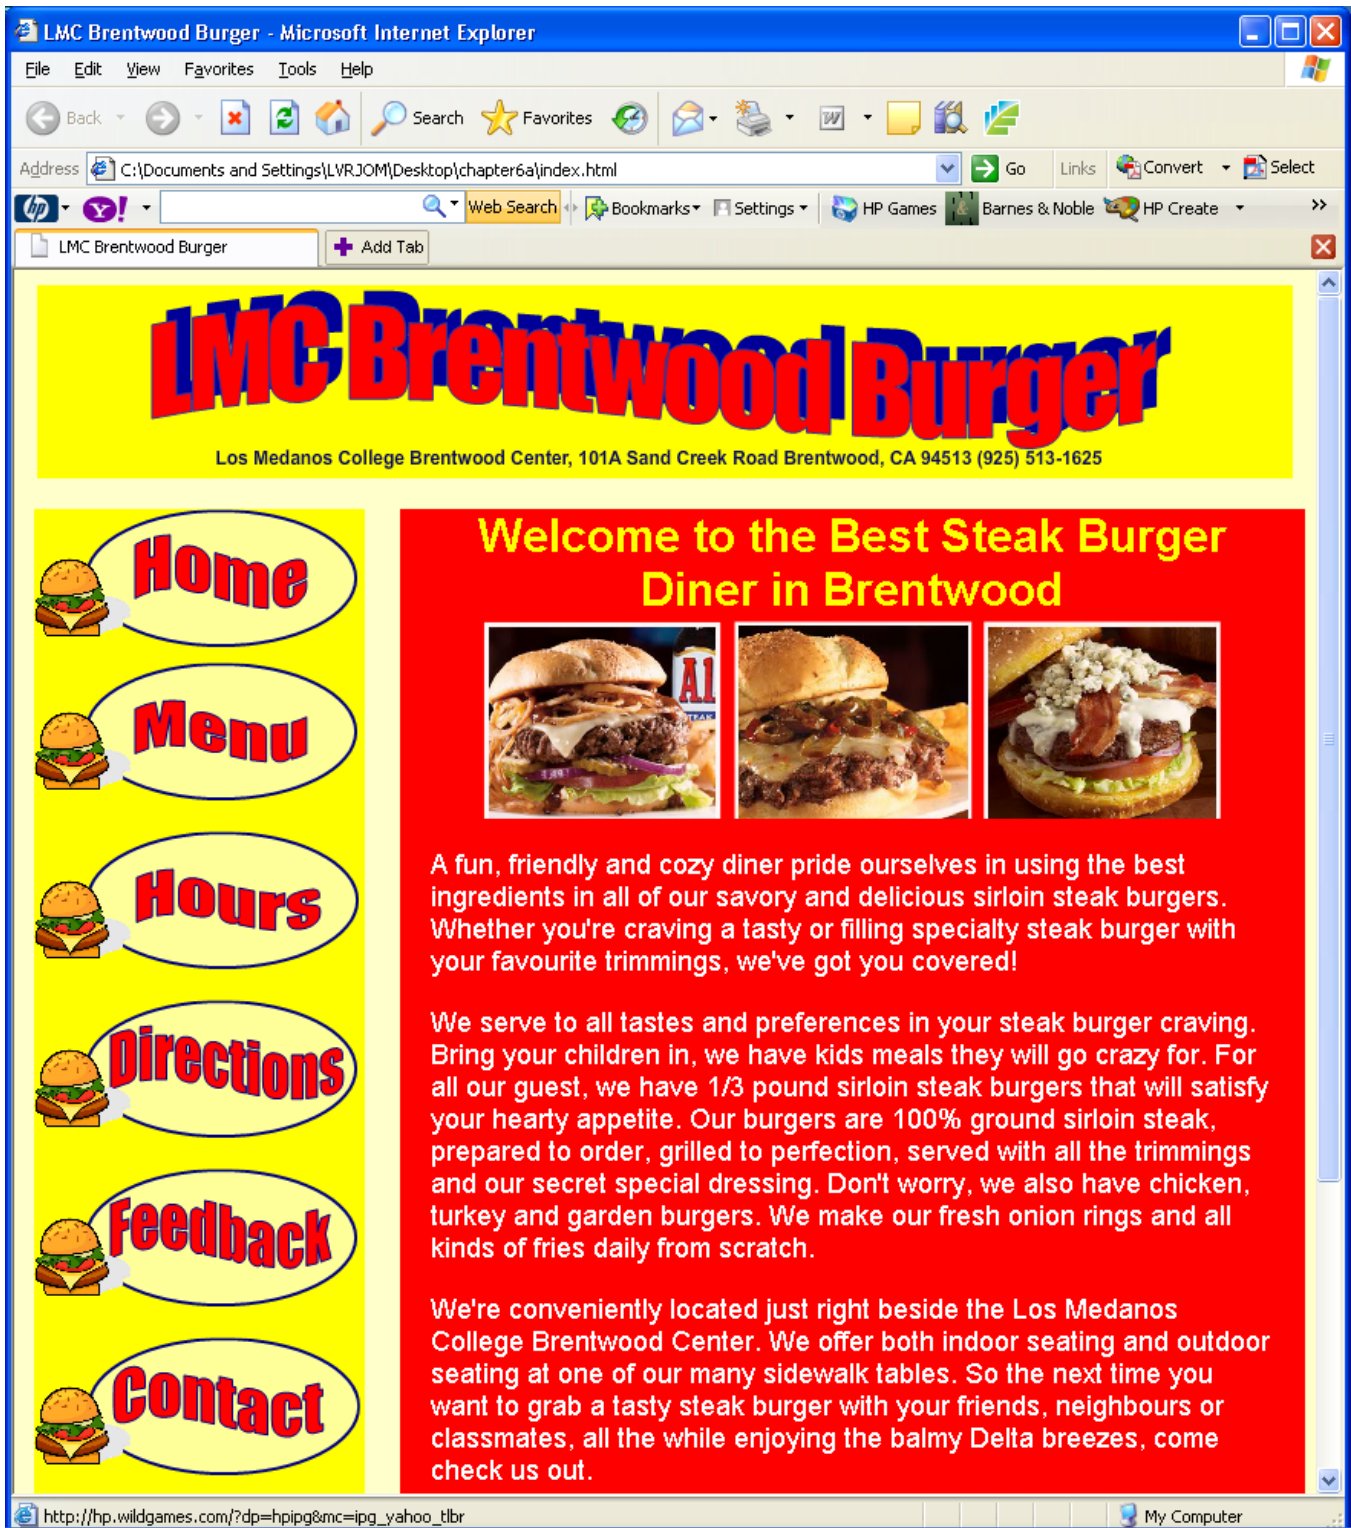 LMC Brentwood Burger - Microsoft Internet Explorer
File Edit View Favorites Tools Help
Back Search Favorites
Address C:\Documents and Settings\LVRJOM\Desktop\chapter6a\index.html Go Links Convert Select
hp Y! Web Search Bookmarks Settings HP Games Barnes & Noble HP Create
LMC Brentwood Burger Add Tab
LMC Brentwood Burger
Los Medanos College Brentwood Center, 101A Sand Creek Road Brentwood, CA 94513 (925) 513-1625
Home
Menu
Hours
Directions
Feedback
Contact
Welcome to the Best Steak Burger
Diner in Brentwood
A1
STEAK
A fun, friendly and cozy diner pride ourselves in using the best
ingredients in all of our savory and delicious sirloin steak burgers.
Whether you're craving a tasty or filling specialty steak burger with
your favourite trimmings, we've got you covered!
We serve to all tastes and preferences in your steak burger craving.
Bring your children in, we have kids meals they will go crazy for. For
all our guest, we have 1/3 pound sirloin steak burgers that will satisfy
your hearty appetite. Our burgers are 100% ground sirloin steak,
prepared to order, grilled to perfection, served with all the trimmings
and our secret special dressing. Don't worry, we also have chicken,
turkey and garden burgers. We make our fresh onion rings and all
kinds of fries daily from scratch.
We're conveniently located just right beside the Los Medanos
College Brentwood Center. We offer both indoor seating and outdoor
seating at one of our many sidewalk tables. So the next time you
want to grab a tasty steak burger with your friends, neighbours or
classmates, all the while enjoying the balmy Delta breezes, come
check us out.
http://hp.wildgames.com/?dp=hpipg&mc=ipg_yahoo_tlbr My Computer